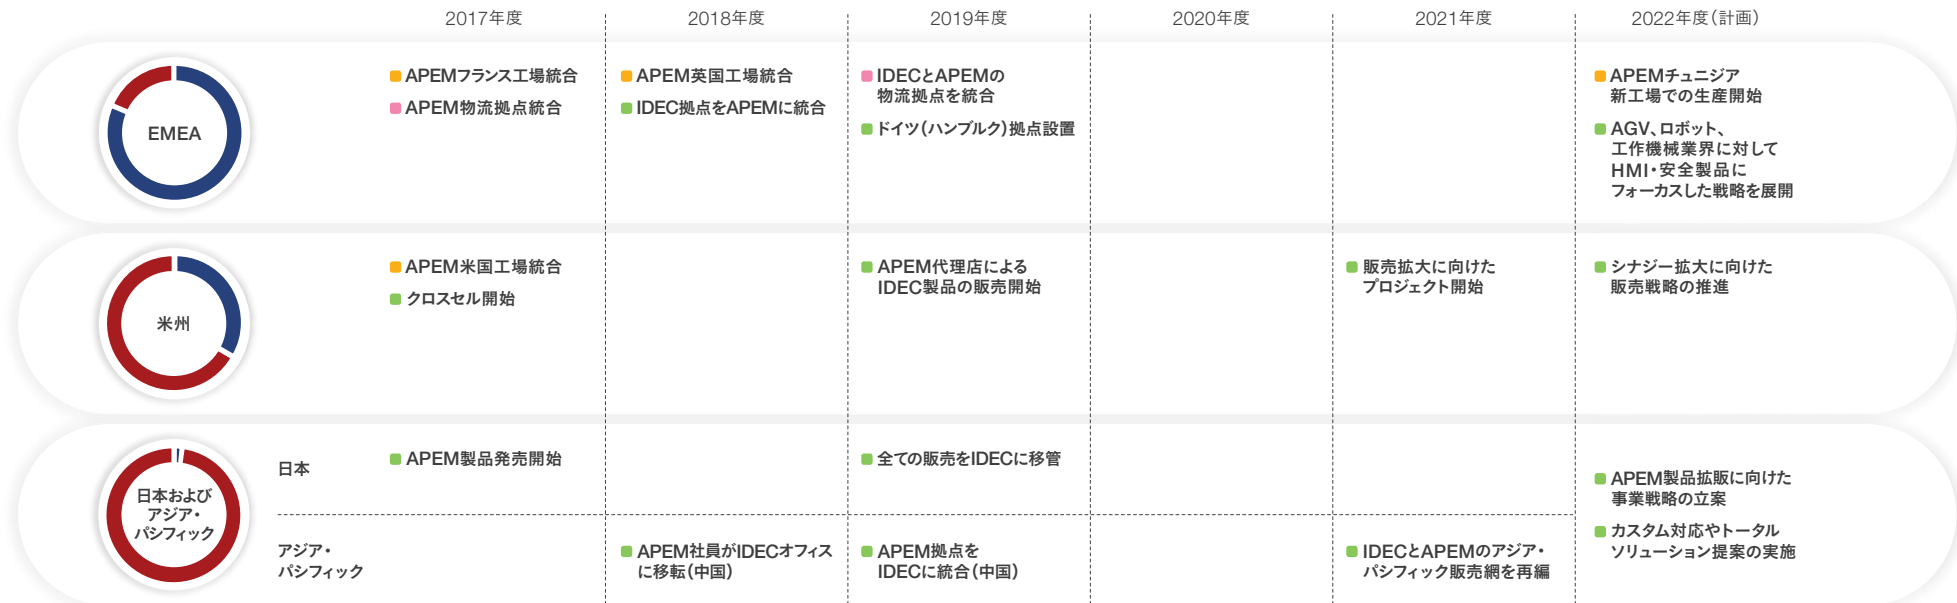 2017年度
2018年度
2019年度
2020年度
2021年度
2022年度（計画）
EMEA
APEMフランス工場統合
APEM物流拠点統合
APEM英国工場統合
IDEC拠点をAPEMに統合
IDECとAPEMの
物流拠点を統合
ドイツ（ハンブルク）拠点設置
APEMチュニジア
新工場での生産開始
AGV、ロボット、
工作機械業界に対して
HMI・安全製品に
フォーカスした戦略を展開
米州
APEM米国工場統合
クロスセル開始
APEM代理店による
IDEC製品の販売開始
販売拡大に向けた
プロジェクト開始
シナジー拡大に向けた
販売戦略の推進
日本および
アジア・
パシフィック
日本
APEM製品発売開始
全ての販売をIDECに移管
アジア・
パシフィック
APEM社員がIDECオフィス
に移転（中国）
APEM拠点を
IDECに統合（中国）
IDECとAPEMのアジア・
パシフィック販売網を再編
APEM製品拡販に向けた
事業戦略の立案
カスタム対応やトータル
ソリューション提案の実施